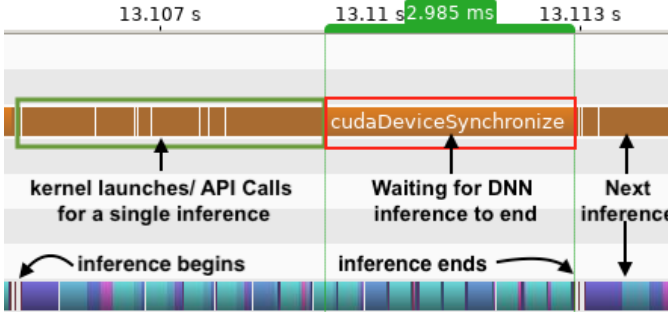 13.107 s
13.11 s
2.985 ms
13.113 s
cudaDeviceSynchronize
kernel launches/ API Calls
for a single inference
Waiting for DNN
inference to end
Next
inference
inference begins
inference ends